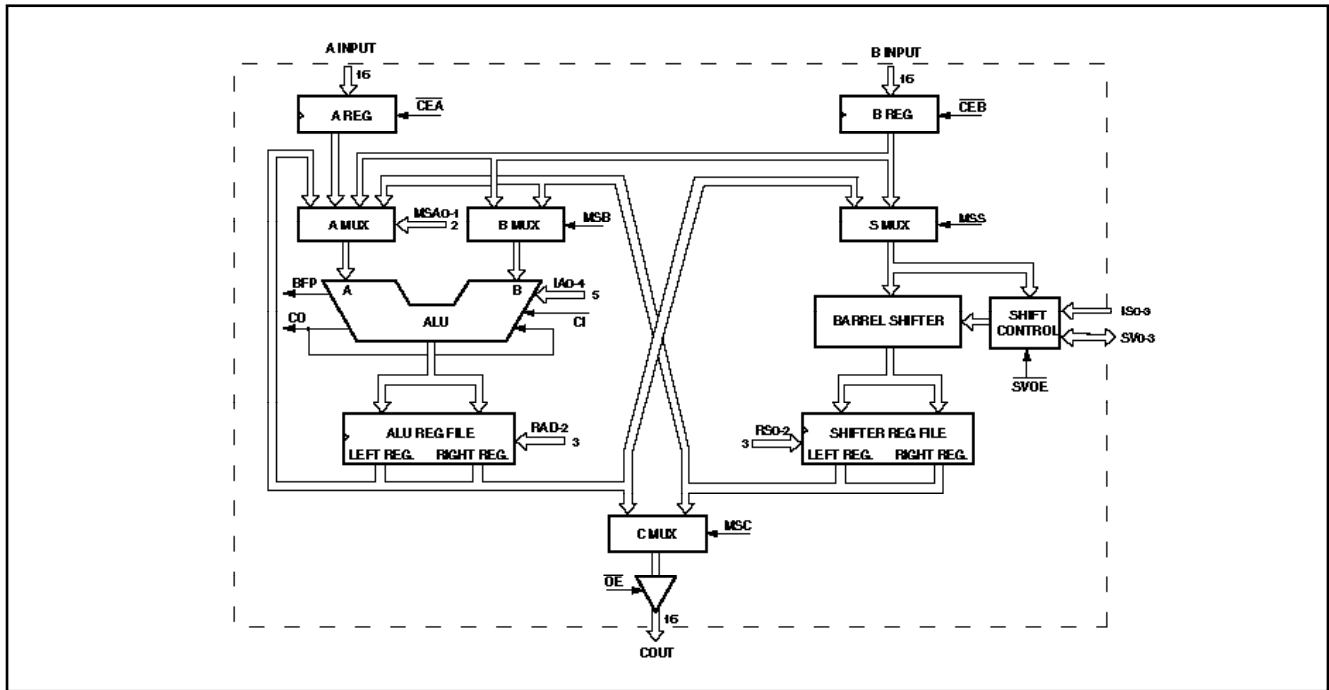 A INPUT
B INPUT
16
16
A REG
CEA
B REG
CEB
A MUX
MSA0-1
2
B MUX
MSB
S MUX
MSS
BFP
A
B
IA0-4
5
ALU
CI
CO
BARREL SHIFTER
SHIFT
CONTROL
IS0-3
SV0-3
SVOE
ALU REG FILE
LEFT REG.
RIGHT REG.
RAD-2
3
RS0-2
3
SHIFTER REG FILE
LEFT REG.
RIGHT REG.
C MUX
MSC
OE
16
COUT